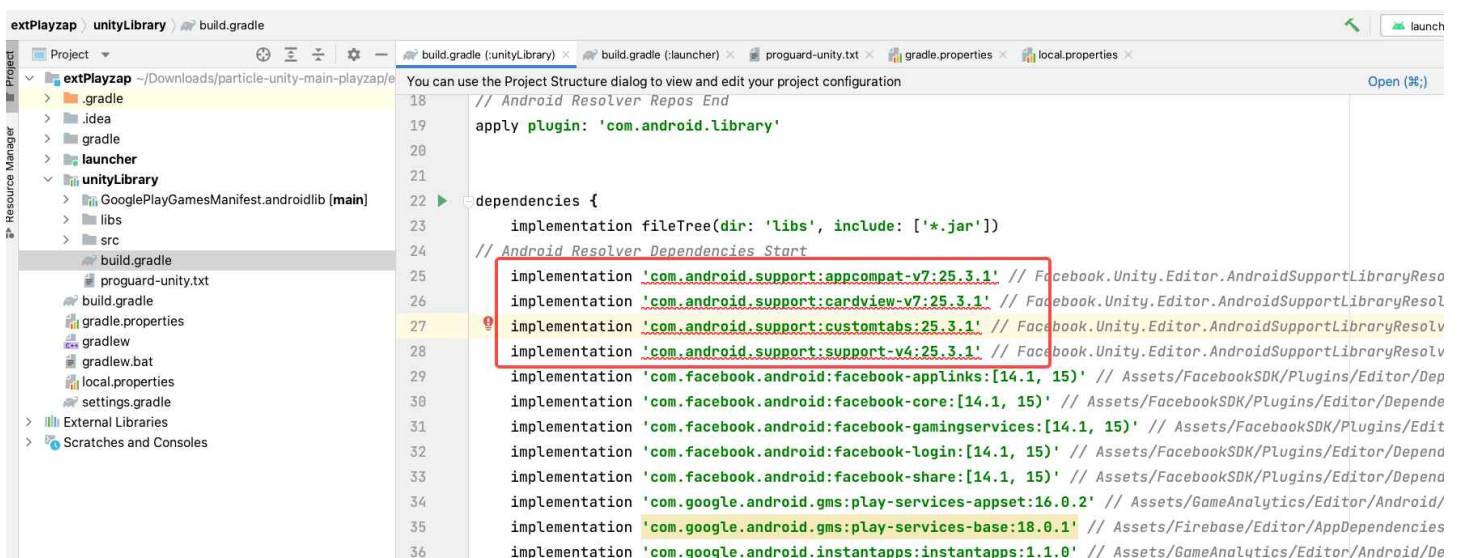 extPlayzap unityLibrary build.gradle
launch
Project
build.gradle (:unityLibrary) build.gradle (:launcher) proguard-unity.txt gradle.properties local.properties
Project
Resource Manager
extPlayzap ~/Downloads/particle-unity-main-playzap/e
.gradle
.idea
gradle
launcher
unityLibrary
GooglePlayGamesManifest.androidlib [main]
libs
src
build.gradle
proguard-unity.txt
build.gradle
gradle.properties
gradlew
gradlew.bat
local.properties
settings.gradle
External Libraries
Scratches and Consoles
You can use the Project Structure dialog to view and edit your project configuration Open (⌘;)
18 // Android Resolver Repos End
19 apply plugin: 'com.android.library'
20
21
22 dependencies {
23 implementation fileTree(dir: 'libs', include: ['*.jar'])
24 // Android Resolver Dependencies Start
25 implementation 'com.android.support:appcompat-v7:25.3.1' // Facebook.Unity.Editor.AndroidSupportLibraryReso
26 implementation 'com.android.support:cardview-v7:25.3.1' // Facebook.Unity.Editor.AndroidSupportLibraryResol
27 implementation 'com.android.support:customtabs:25.3.1' // Facebook.Unity.Editor.AndroidSupportLibraryResolv
28 implementation 'com.android.support:support-v4:25.3.1' // Facebook.Unity.Editor.AndroidSupportLibraryResolv
29 implementation 'com.facebook.android:facebook-applinks:[14.1, 15)' // Assets/FacebookSDK/Plugins/Editor/Dep
30 implementation 'com.facebook.android:facebook-core:[14.1, 15)' // Assets/FacebookSDK/Plugins/Editor/Depende
31 implementation 'com.facebook.android:facebook-gamingservices:[14.1, 15)' // Assets/FacebookSDK/Plugins/Edit
32 implementation 'com.facebook.android:facebook-login:[14.1, 15)' // Assets/FacebookSDK/Plugins/Editor/Depend
33 implementation 'com.facebook.android:facebook-share:[14.1, 15)' // Assets/FacebookSDK/Plugins/Editor/Depend
34 implementation 'com.google.android.gms:play-services-appset:16.0.2' // Assets/GameAnalytics/Editor/Android/
35 implementation 'com.google.android.gms:play-services-base:18.0.1' // Assets/Firebase/Editor/AppDependencies
36 implementation 'com.google.android.instantapps:instantapps:1.1.0' // Assets/GameAnalytics/Editor/Android/De